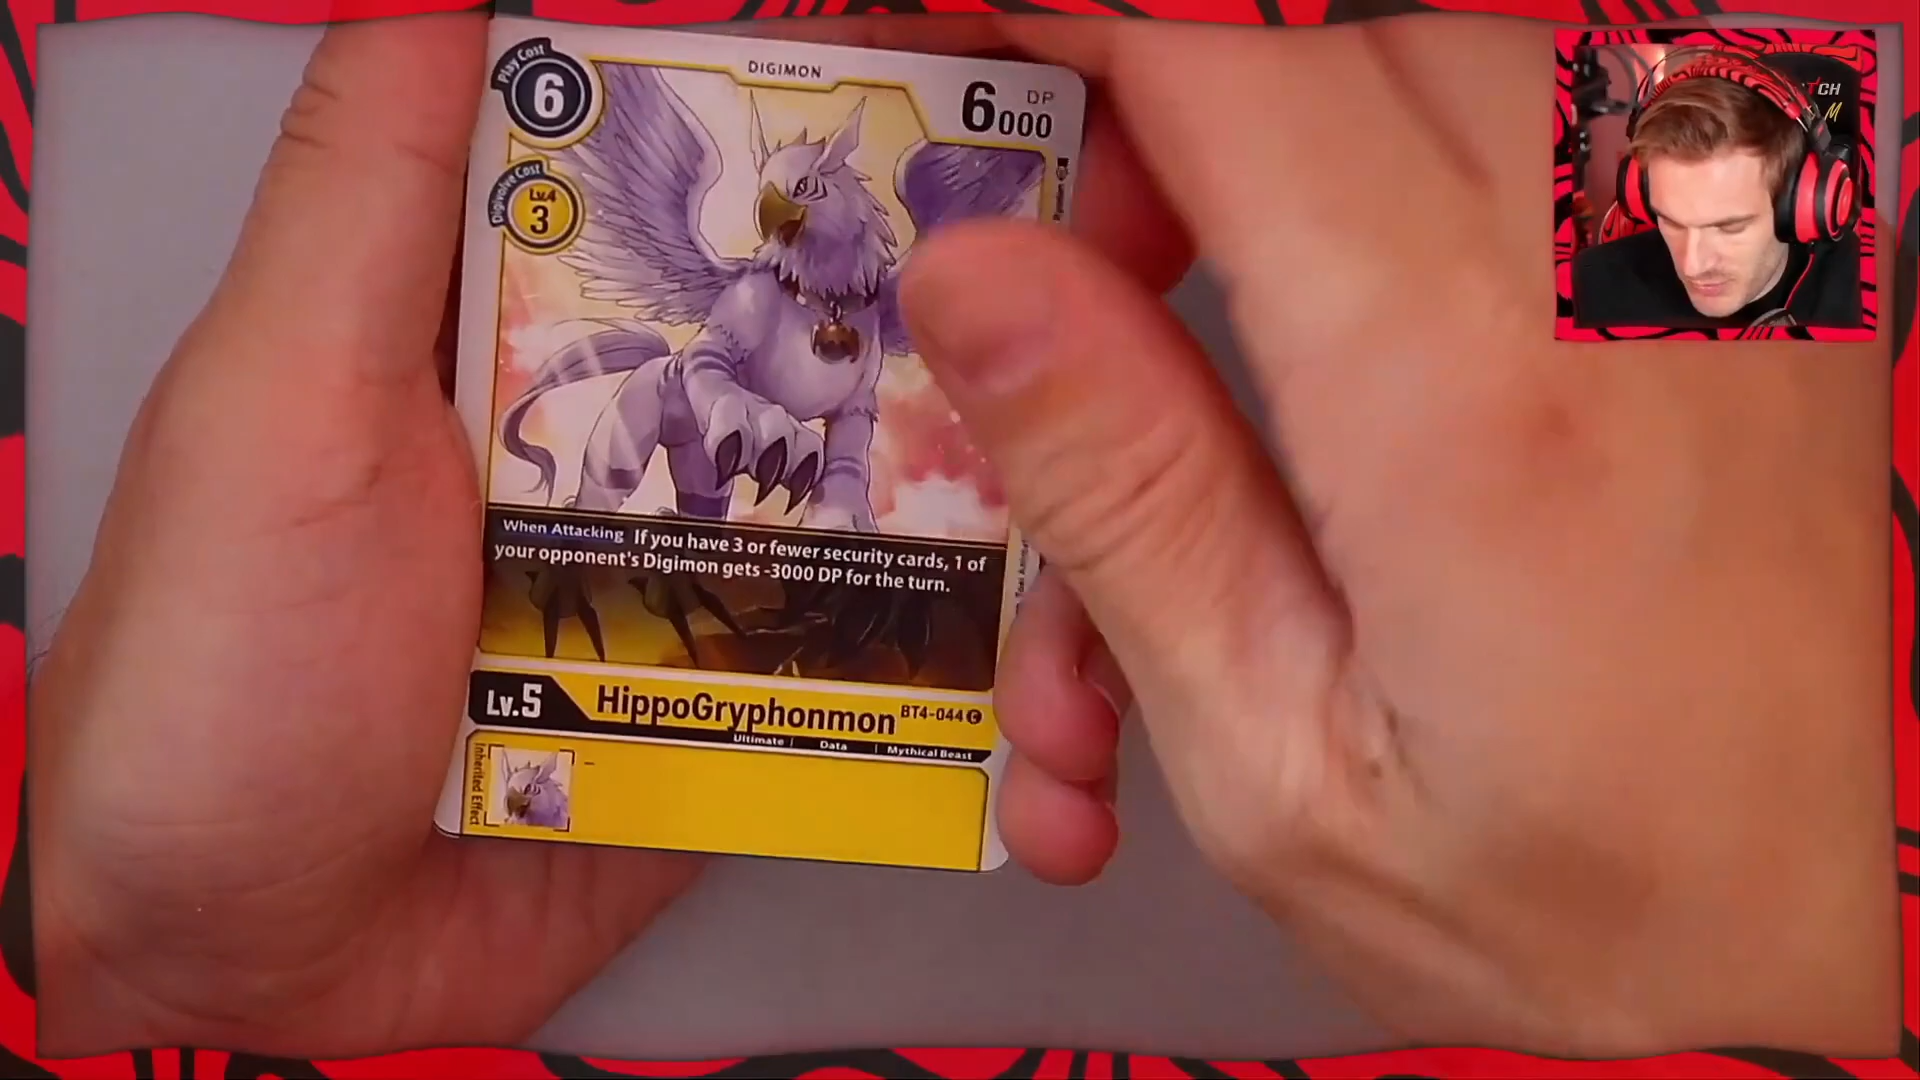 Play Cost
6
DIGIMON
DP
6000
Digivolve Cost
Lv.4
3
When Attacking If you have 3 or fewer security cards, 1 of
your opponent's Digimon gets -3000 DP for the turn.
Lv.5
HippoGryphonmon
BT4-044 C
Ultimate | Data | Mythical Beast
Inherited Effect
-
TCH
M